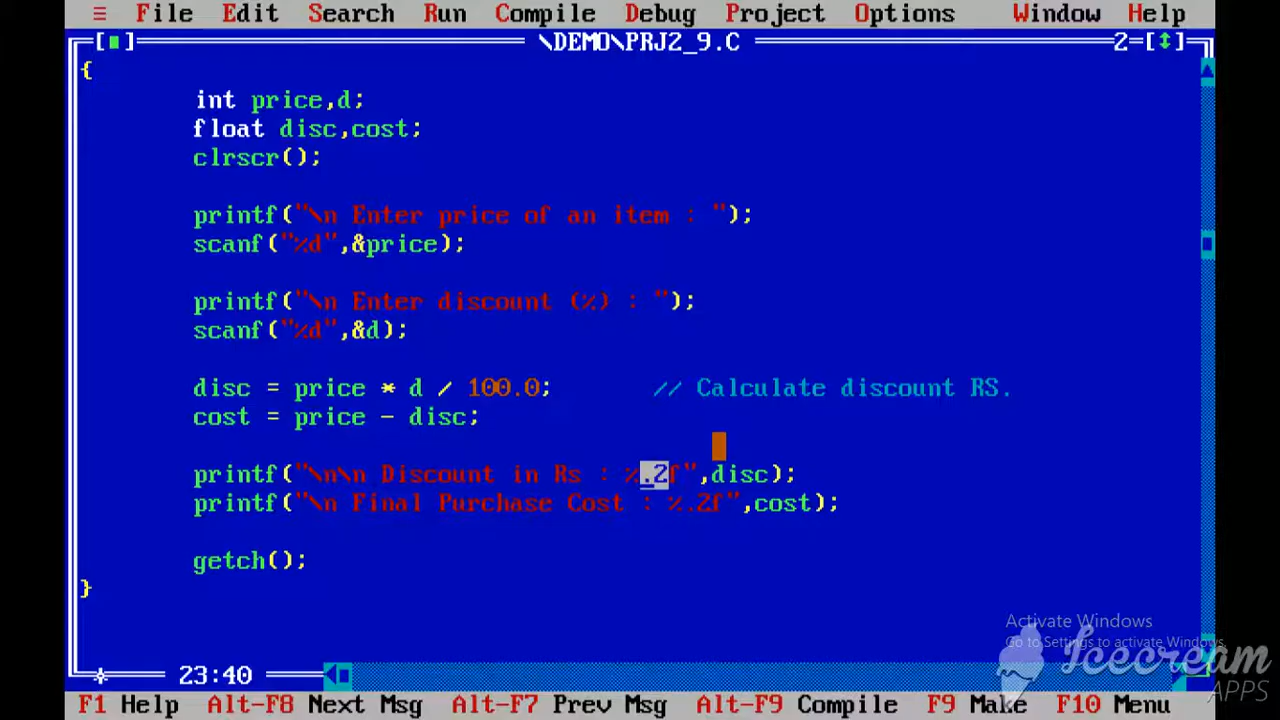 ≡ File Edit Search Run Compile Debug Project Options Window Help
[■] \DEMO\PRJ2_9.C 2=[↕]
{
int price,d;
float disc,cost;
clrscr();
printf("\n Enter price of an item : ");
scanf("%d",&price);
printf("\n Enter discount (%) : ");
scanf("%d",&d);
disc = price * d / 100.0; // Calculate discount RS.
cost = price - disc;
printf("\n\n Discount in Rs : %.2f",disc);
printf("\n Final Purchase Cost : %.2f",cost);
getch();
}
Activate Windows
Go to Settings to activate Windows.
Icecream
APPS
23:40
F1 Help Alt-F8 Next Msg Alt-F7 Prev Msg Alt-F9 Compile F9 Make F10 Menu